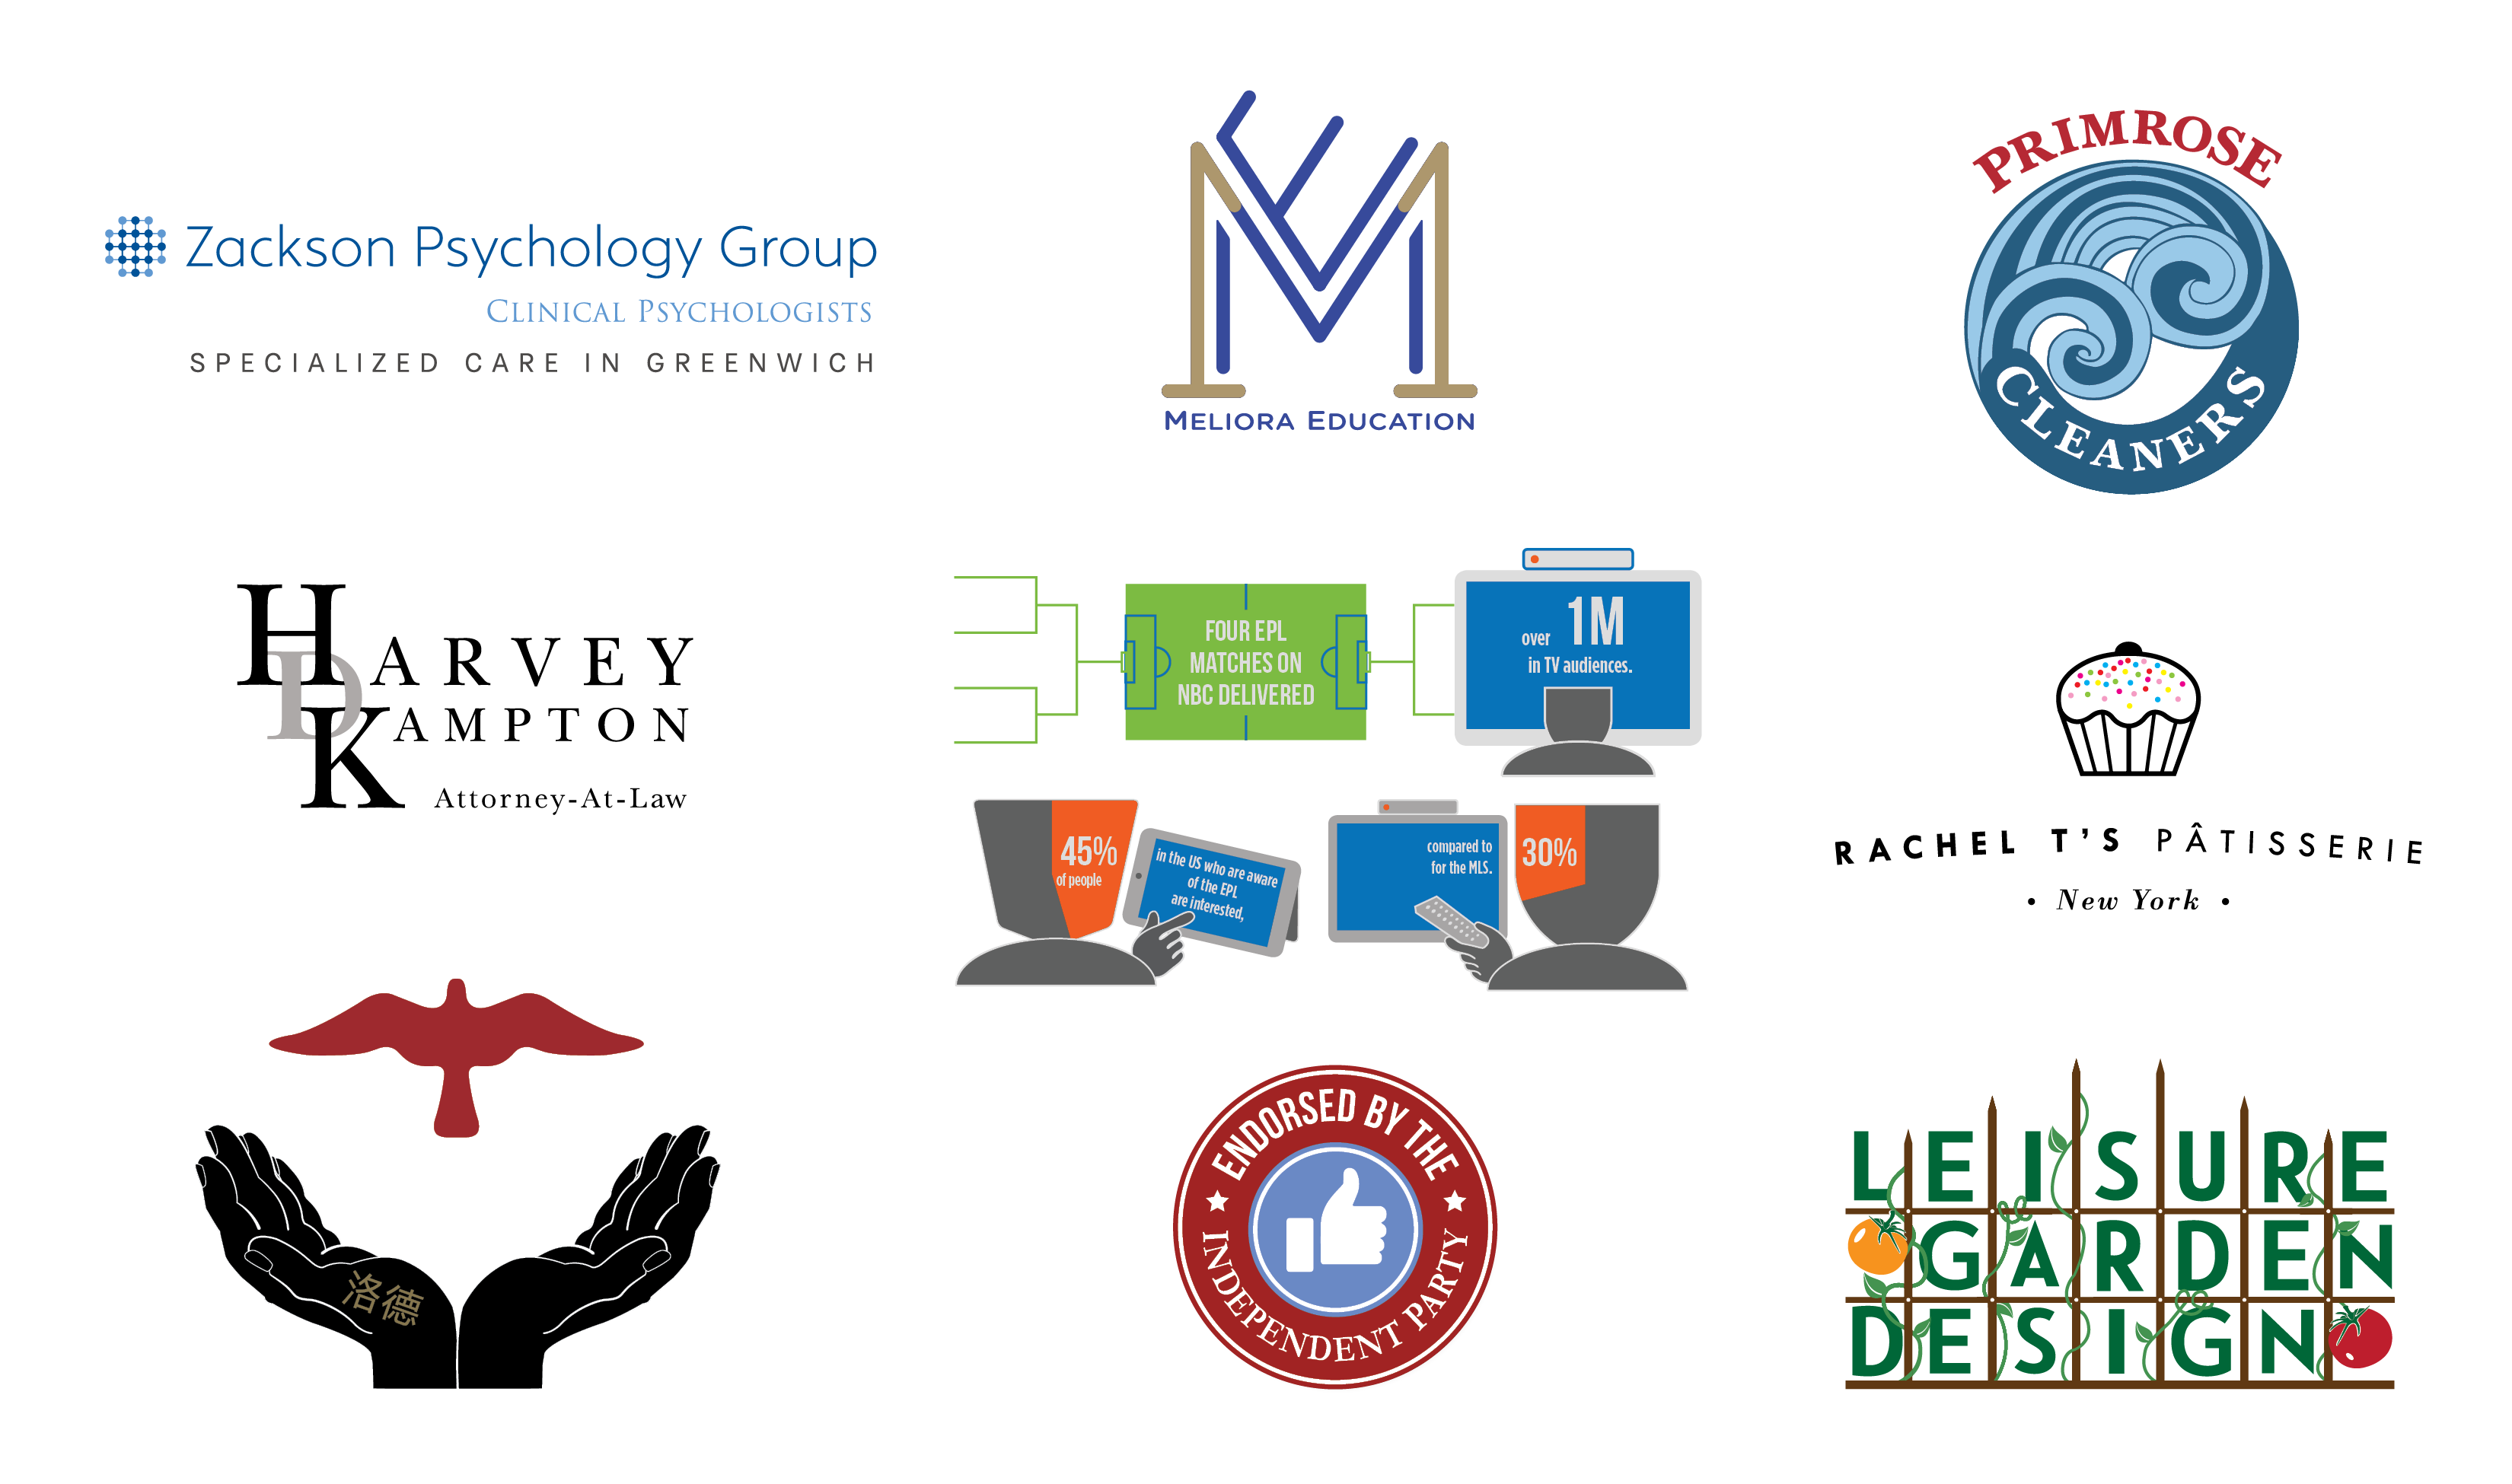 Zackson Psychology Group
Clinical Psychologists
SPECIALIZED CARE IN GREENWICH
MELIORA EDUCATION
PRIMROSE
CLEANERS
HDK
HARVEY
KAMPTON
Attorney-At-Law
FOUR EPL
MATCHES ON
NBC DELIVERED
over 1M
in TV audiences.
45%
of people
in the US who are aware
of the EPL
are interested,
compared to
for the MLS.
30%
RACHEL T'S PÂTISSERIE
• New York •
洛德
ENDORSED BY THE
INDEPENDENT PARTY
LEISURE
GARDEN
DESIGN